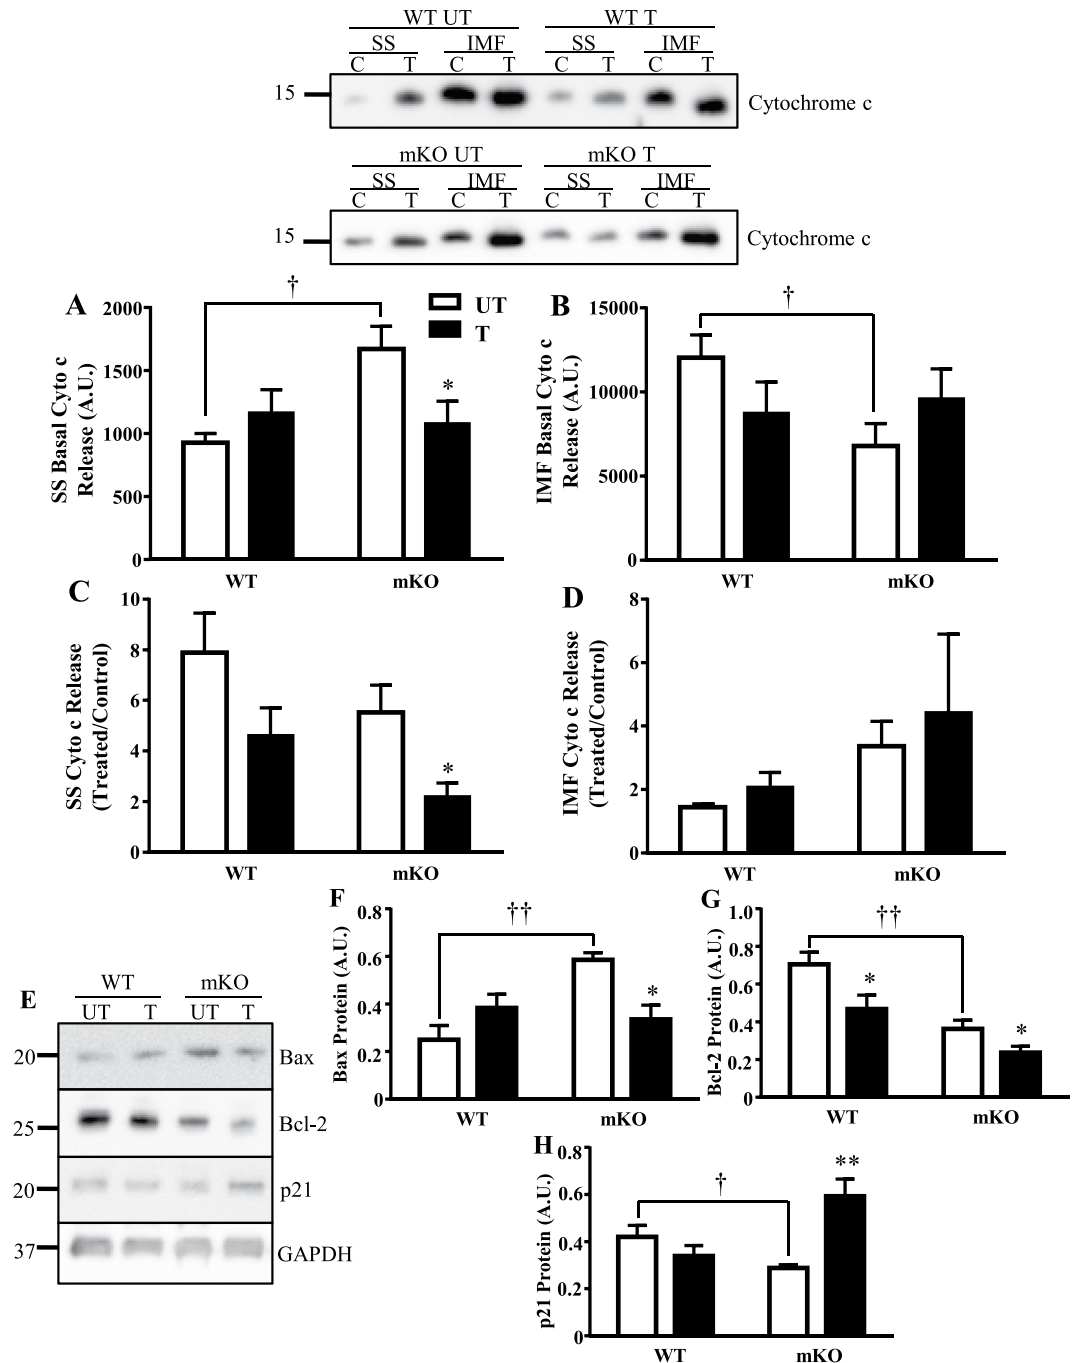 WT UT WT T
SS IMF SS IMF
C T C T C T C T
15 Cytochrome c
mKO UT mKO T
SS IMF SS IMF
C T C T C T C T
15 Cytochrome c
A
SS Basal Cyto c
Release (A.U.)
2000
1500
1000
500
0
†
*
WT mKO
UT
T
B
IMF Basal Cyto c
Release (A.U.)
15000
10000
5000
0
†
WT mKO
C
SS Cyto c Release
(Treated/Control)
10
8
6
4
2
0
*
WT mKO
D
IMF Cyto c Release
(Treated/Control)
8
6
4
2
0
WT mKO
E
WT mKO
UT T UT T
20 Bax
25 Bcl-2
20 p21
37 GAPDH
F
Bax Protein (A.U.)
0.8
0.6
0.4
0.2
0
††
*
WT mKO
G
Bcl-2 Protein (A.U.)
1.0
0.8
0.6
0.4
0.2
0
††
*
*
WT mKO
H
p21 Protein (A.U.)
0.8
0.6
0.4
0.2
0
†
**
WT mKO